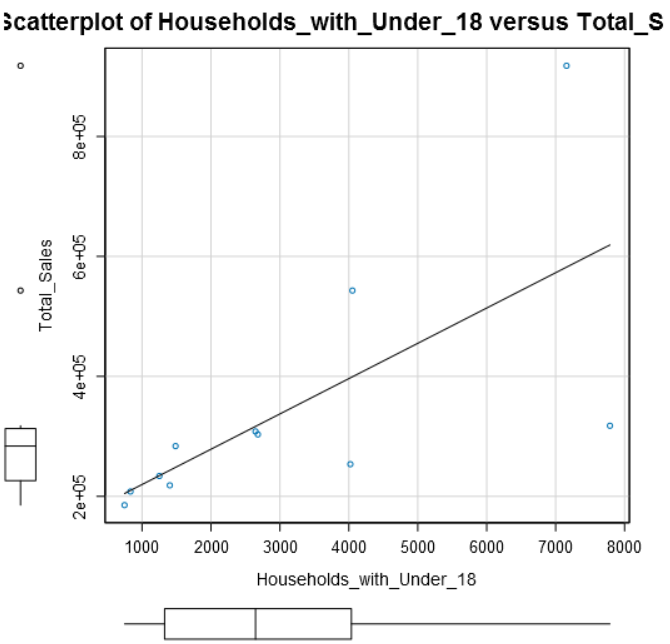 Scatterplot of Households_with_Under_18 versus Total_S
8e+05
6e+05
4e+05
2e+05
Total_Sales
1000 2000 3000 4000 5000 6000 7000 8000
Households_with_Under_18